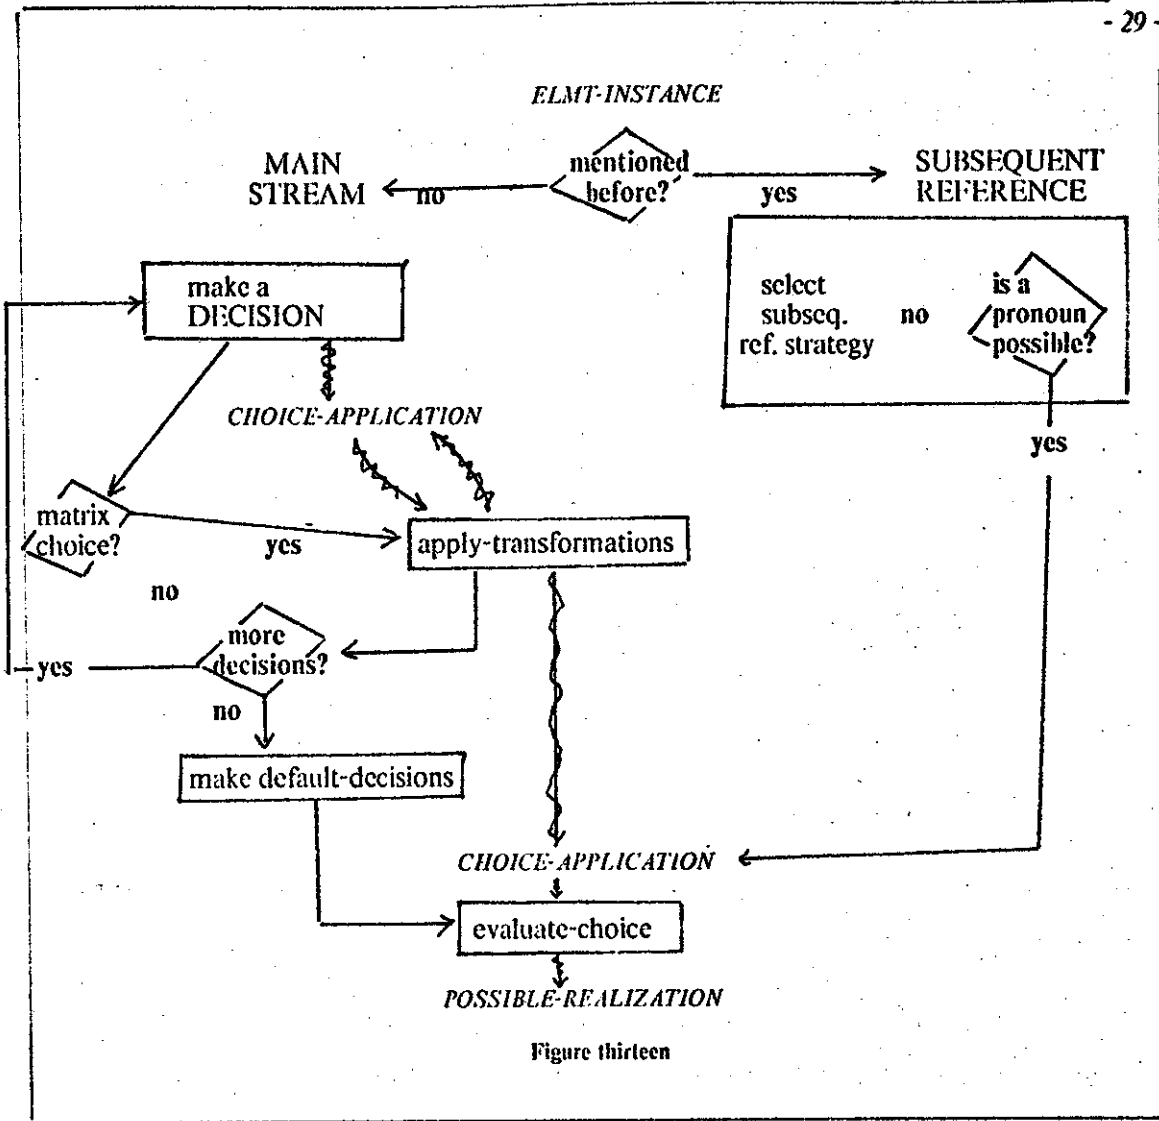 - 29 -
ELMT-INSTANCE
mentioned
before?
MAIN
STREAM
no
yes
SUBSEQUENT
REFERENCE
make a
DECISION
select
subseq.
ref. strategy
no
is a
pronoun
possible?
yes
CHOICE-APPLICATION
matrix
choice?
yes
apply-transformations
no
more
decisions?
yes
no
make default-decisions
CHOICE-APPLICATION
evaluate-choice
POSSIBLE-REALIZATION
Figure thirteen